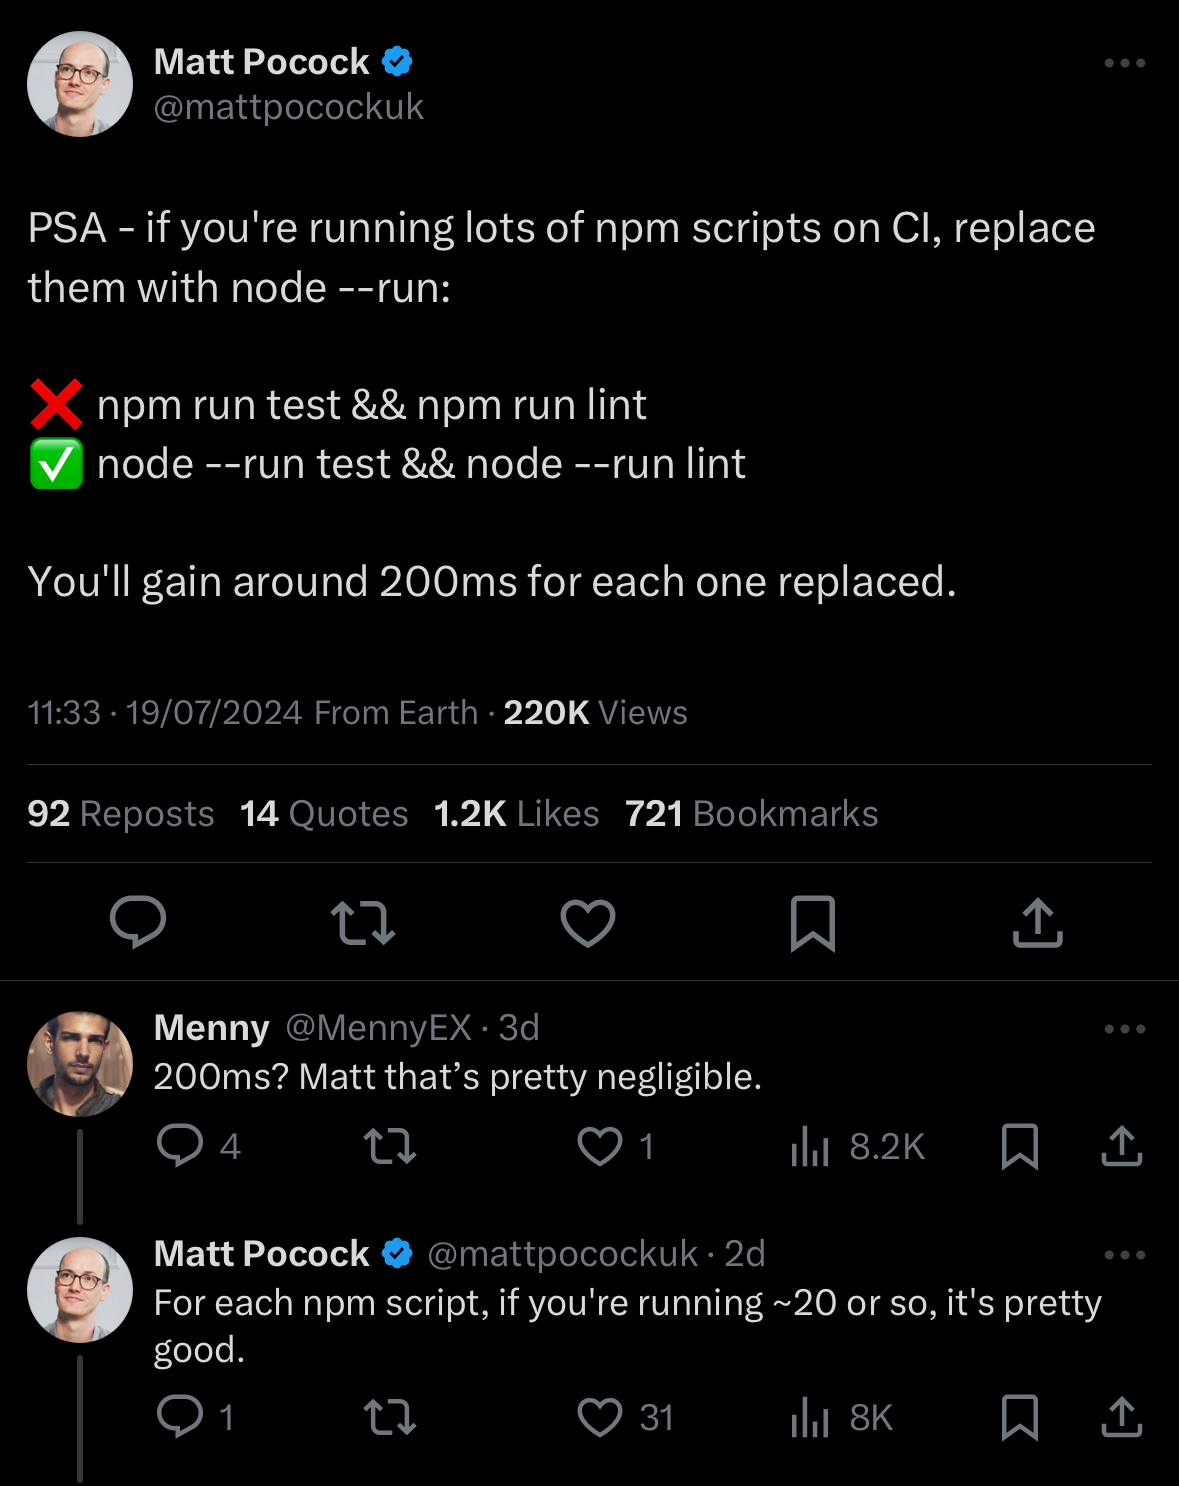 Matt Pocock
@mattpocockuk
PSA - if you're running lots of npm scripts on CI, replace
them with node --run:
❌ npm run test && npm run lint
✅ node --run test && node --run lint
You'll gain around 200ms for each one replaced.
11:33 · 19/07/2024 From Earth · 220K Views
92 Reposts 14 Quotes 1.2K Likes 721 Bookmarks
Menny @MennyEX · 3d
200ms? Matt that’s pretty negligible.
4 1 8.2K
Matt Pocock @mattpocockuk · 2d
For each npm script, if you're running ~20 or so, it's pretty
good.
1 31 8K